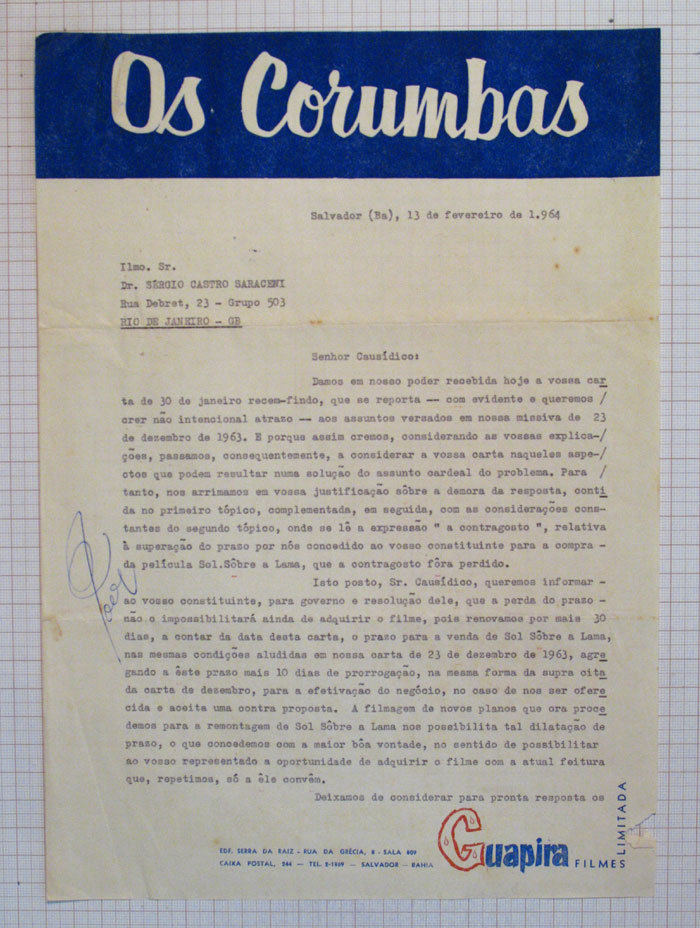 Os Corumbas
Salvador (Ba), 13 de fevereiro de 1.964
Ilmo. Sr.
Dr. SÉRGIO CASTRO SARACENI
Rua Debret, 23 - Grupo 503
RIO DE JANEIRO - GB
Senhor Causídico:
Damos em nosso poder recebida hoje a vossa car
ta de 30 de janeiro recem-findo, que se reporta -- com evidente e queremos /
crer não intencional atrazo -- aos assuntos versados em nossa missiva de 23
de dezembro de 1963. E porque assim cremos, considerando as vossas explica-/
ções, passamos, consequentemente, a considerar a vossa carta naqueles aspe-/
ctos que podem resultar numa solução do assunto cardeal do problema. Para /
tanto, nos arrimamos em vossa justificação sôbre a demora da resposta, conti
da no primeiro tópico, complementada, em seguida, com as considerações cons-
tantes do segundo tópico, onde se lê a expressão " a contragosto ", relativa
à superação do prazo por nós concedido ao vosso constituinte para a compra -
da película Sol.Sôbre a Lama, que a contragosto fôra perdido.
Isto posto, Sr. Causídico, queremos informar-
ao vosso constituinte, para governo e resolução dele, que a perda do prazo -
não o impossibilitará ainda de adquirir o filme, pois renovamos por mais 30
dias, a contar da data desta carta, o prazo para a venda de Sol Sôbre a Lama,
nas mesmas condições aludidas em nossa carta de 23 de dezembro de 1963, agre
gando a êste prazo mais 10 dias de prorrogação, na mesma forma da supra cita
da carta de dezembro, para a efetivação do negócio, no caso de nos ser ofere
cida e aceita uma contra proposta. A filmagem de novos planos que ora proce
demos para a remontagem de Sol Sôbre a Lama nos possibilita tal dilatação de
prazo, o que concedemos com a maior bôa vontade, no sentido de possibilitar
ao vosso representado a oportunidade de adquirir o filme com a atual feitura
que, repetimos, só a êle convêm.
Deixamos de considerar para pronta resposta os
EDF. SERRA DA RAIZ - RUA DA GRÉCIA, 8 - SALA 809
CAIXA POSTAL, 244 — TEL. 2-1989 — SALVADOR — BAHIA
Guapira FILMES LIMITADA